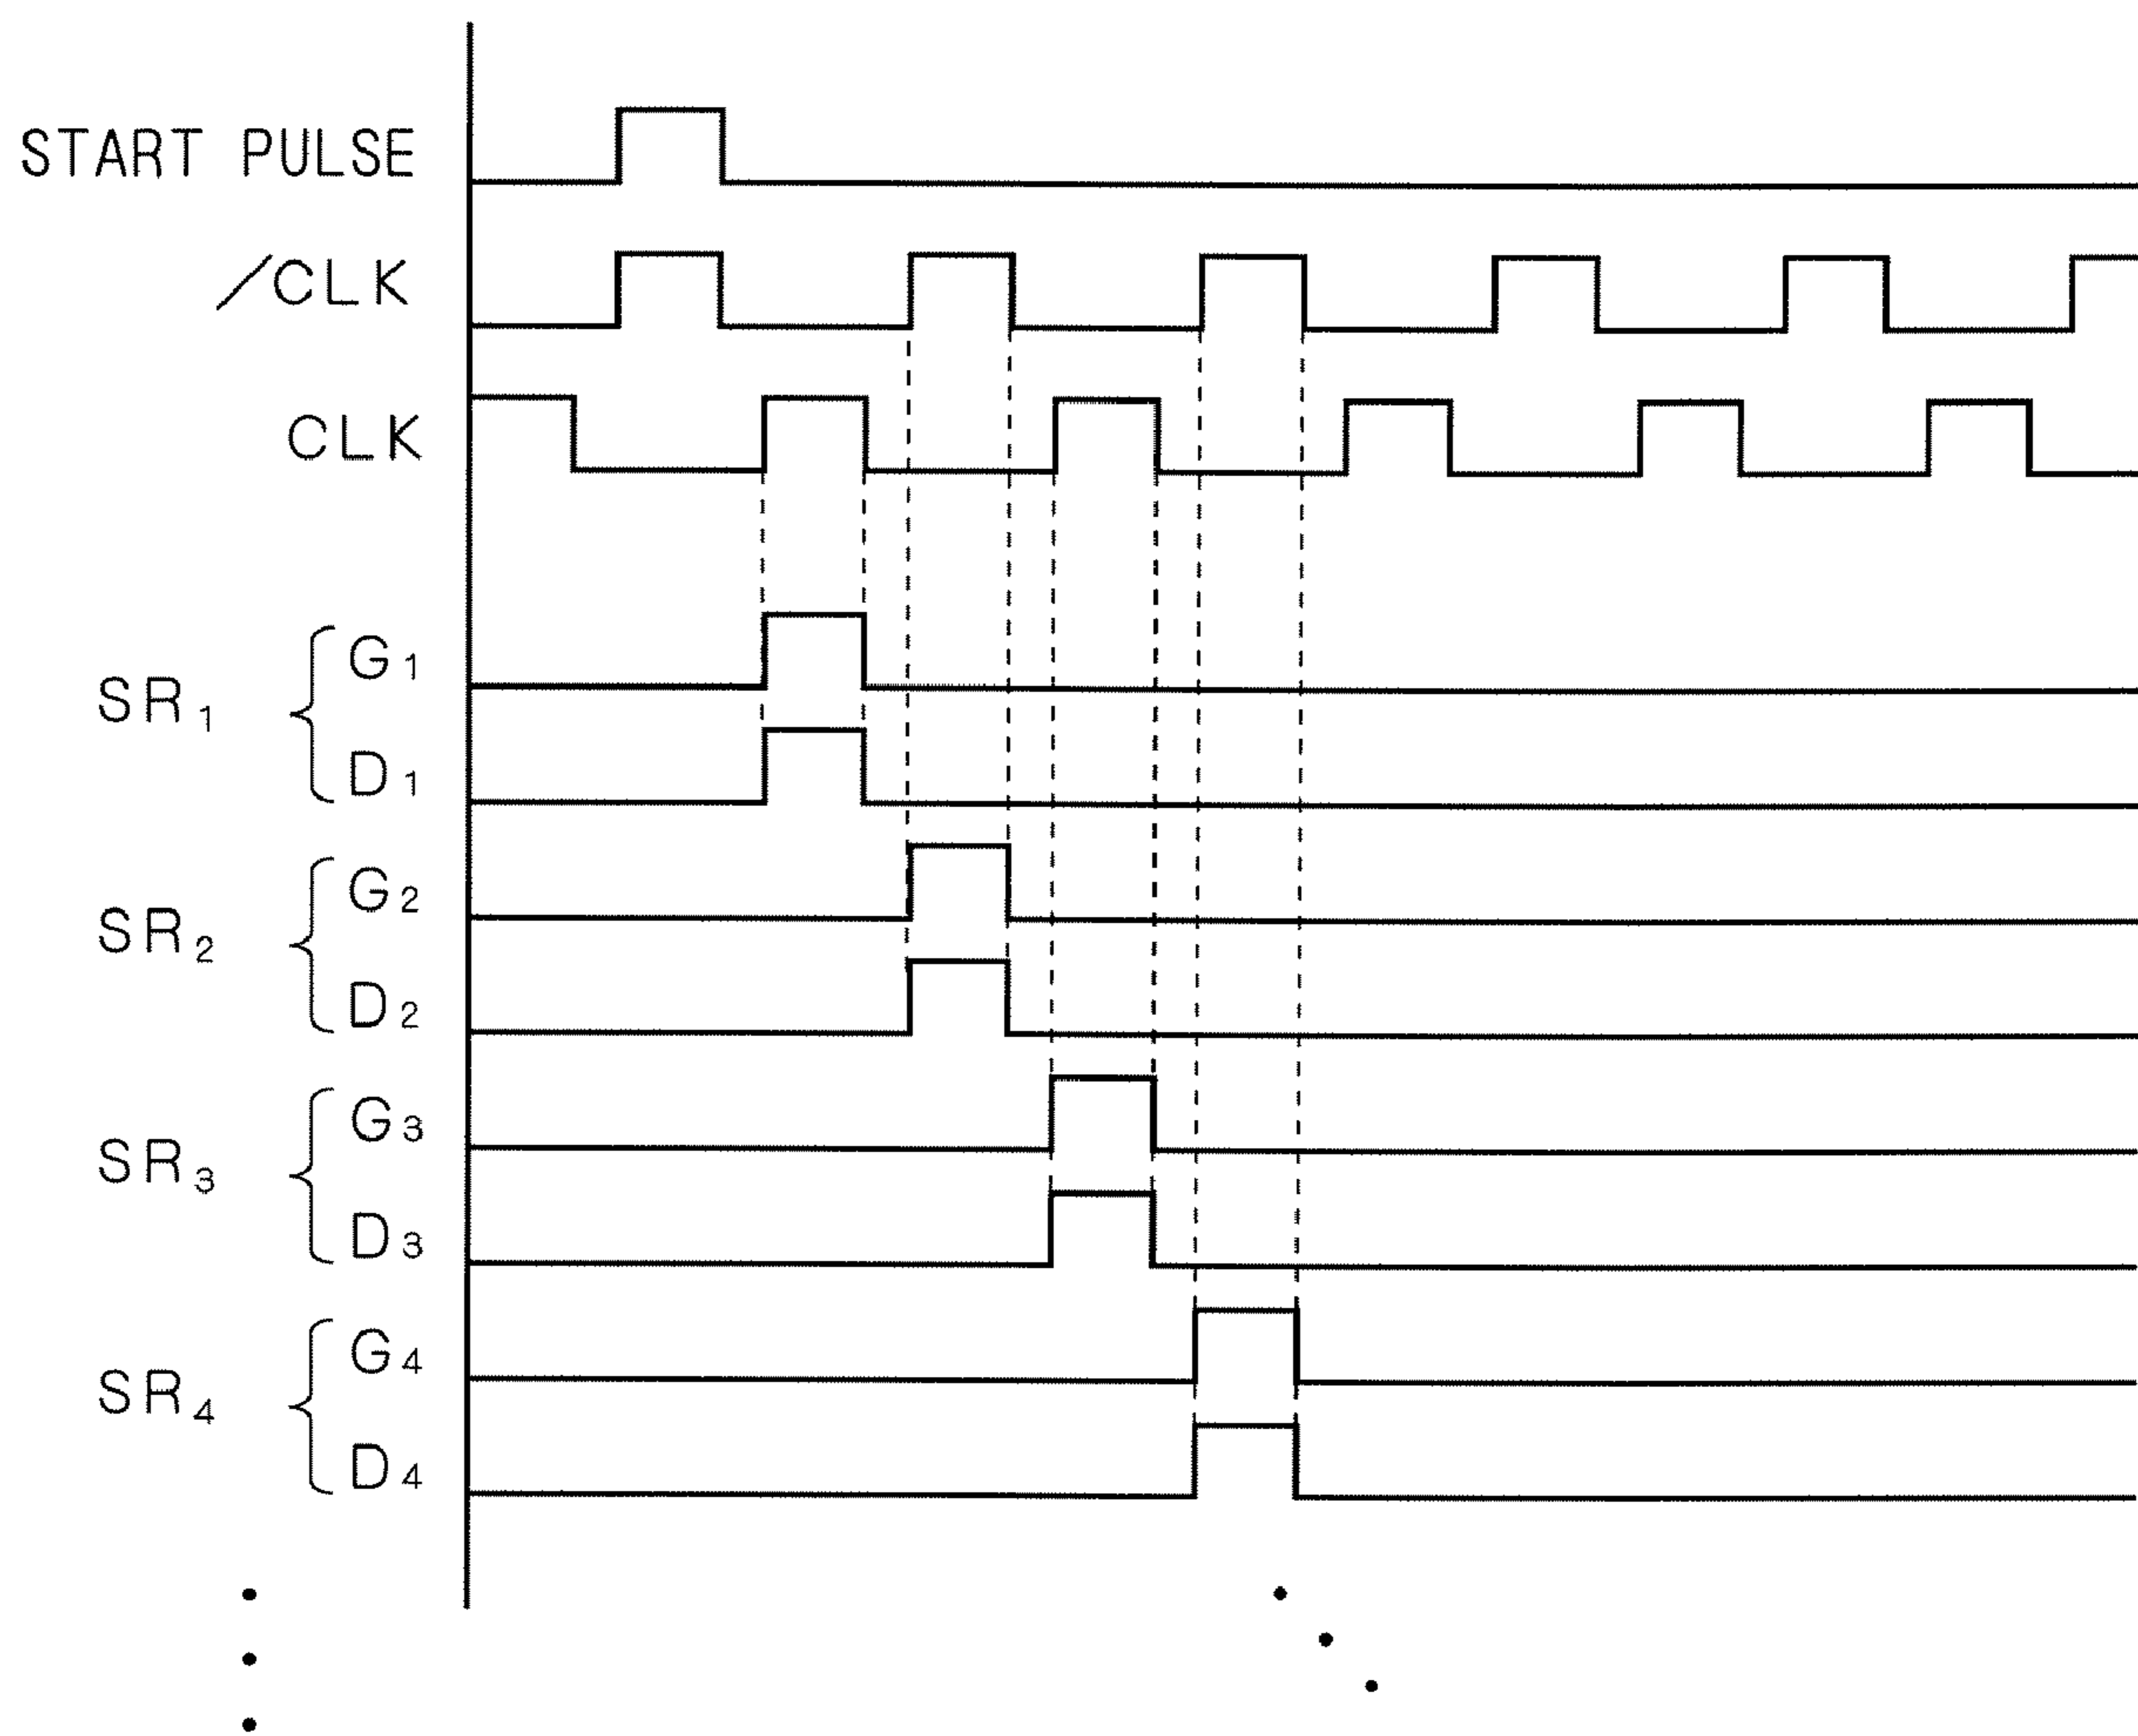 START PULSE
/CLK
CLK
SR₁
G₁
D₁
SR₂
G₂
D₂
SR₃
G₃
D₃
SR₄
G₄
D₄